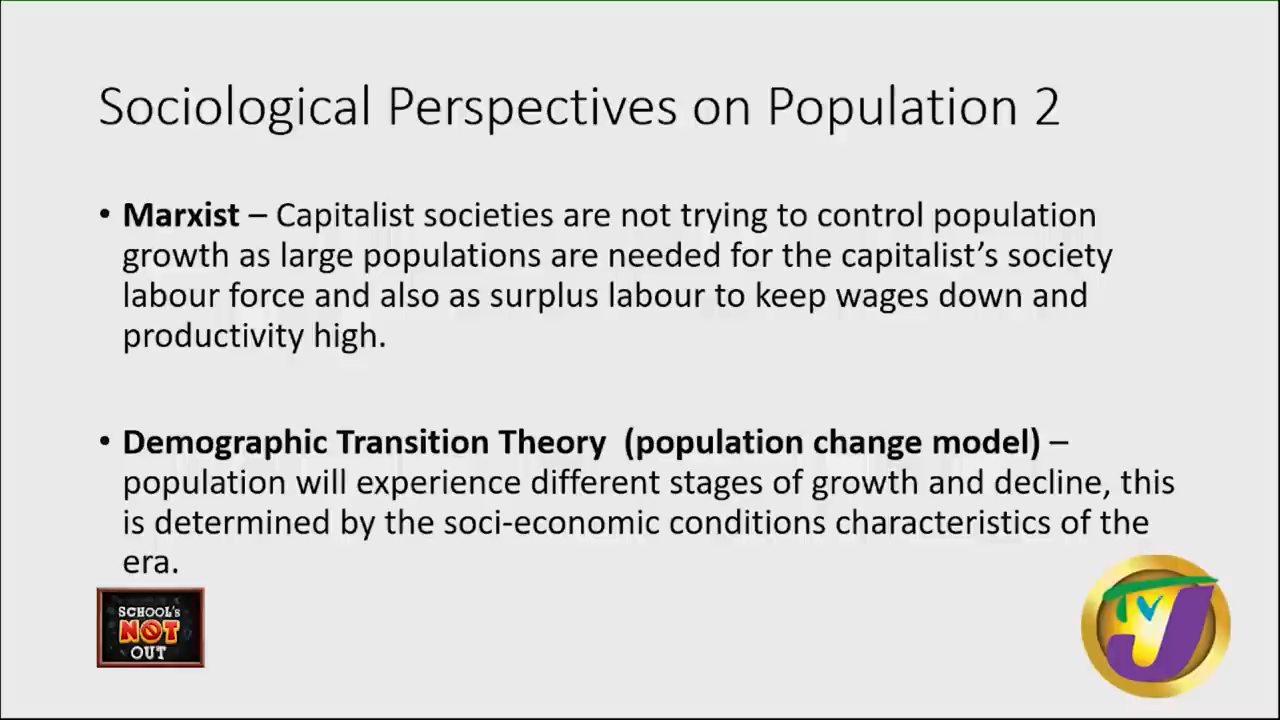 Sociological Perspectives on Population 2
• Marxist – Capitalist societies are not trying to control population
growth as large populations are needed for the capitalist’s society
labour force and also as surplus labour to keep wages down and
productivity high.
• Demographic Transition Theory  (population change model) –
population will experience different stages of growth and decline, this
is determined by the soci-economic conditions characteristics of the
era.
SCHOOL's
NOT
OUT
TVJ